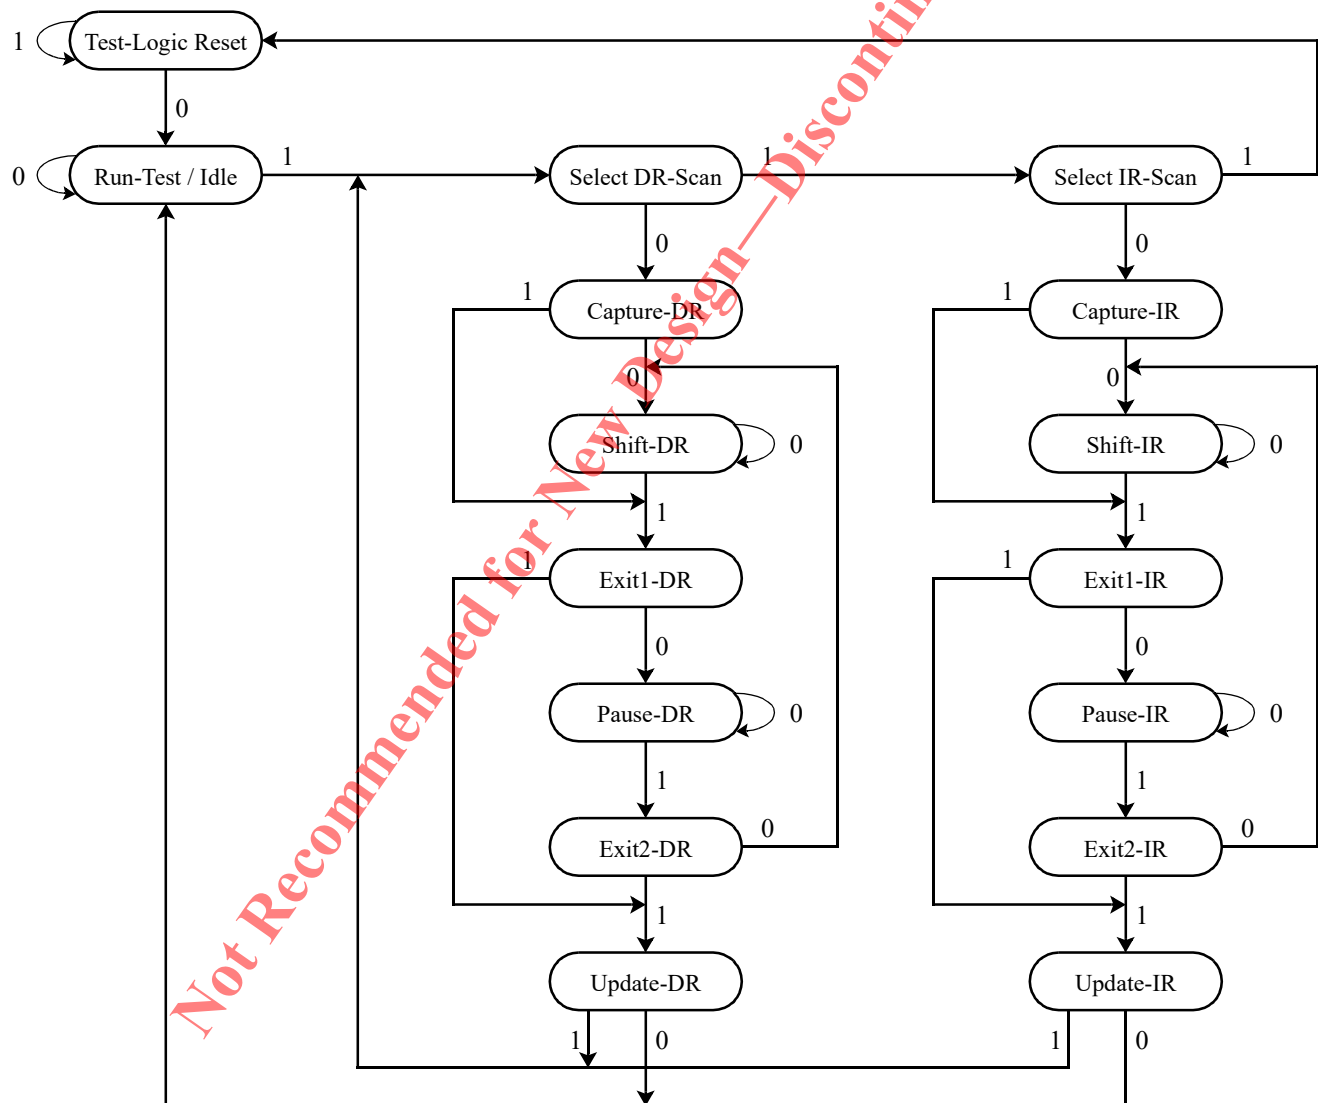 1
Test-Logic Reset
0
0
Run-Test / Idle
1
Select DR-Scan
1
Select IR-Scan
1
0
0
1
Capture-DR
1
Capture-IR
0
0
Shift-DR
0
Shift-IR
0
1
1
1
Exit1-DR
1
Exit1-IR
0
0
Pause-DR
0
Pause-IR
0
1
1
Exit2-DR
0
Exit2-IR
0
1
1
Update-DR
Update-IR
1
0
1
0
Not Recommended for New Design—Discontin